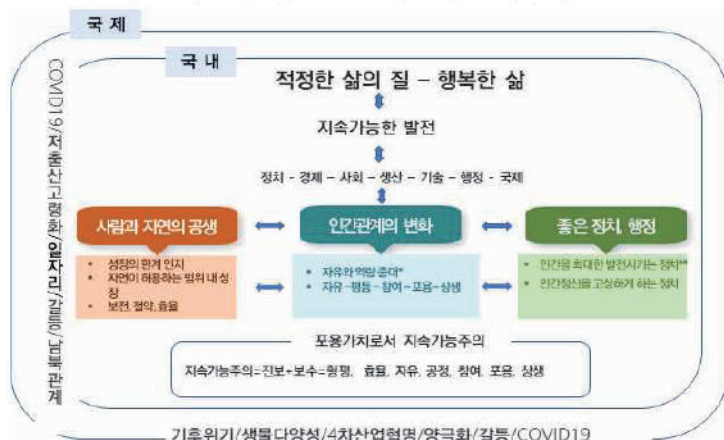 국 제
국 내
적정한 삶의 질 – 행복한 삶
지속가능한 발전
정치 - 경제 – 사회 – 생산 – 기술 – 행정 - 국제
COVID19/저출산고령화/일자리/갈등/남북관계
사람과 자연의 공생
인간관계의 변화
좋은 정치, 행정
• 성장의 한계 인지
• 자연이 허용하는 범위 내 성
장
• 보전, 절약, 효율
• 자유와 역량 증대*
• 자유 –평등 – 참여 – 포용 – 상생
• 인간을 최대한 발전시키는 정치**
• 인간정신을 고상하게 하는 정치
포용가치로서 지속가능주의
지속가능주의=진보+보수=형평, 효율, 자유, 공정, 참여, 포용, 상생
기후위기/생물다양성/4차산업혁명/양극화/갈등/COVID19